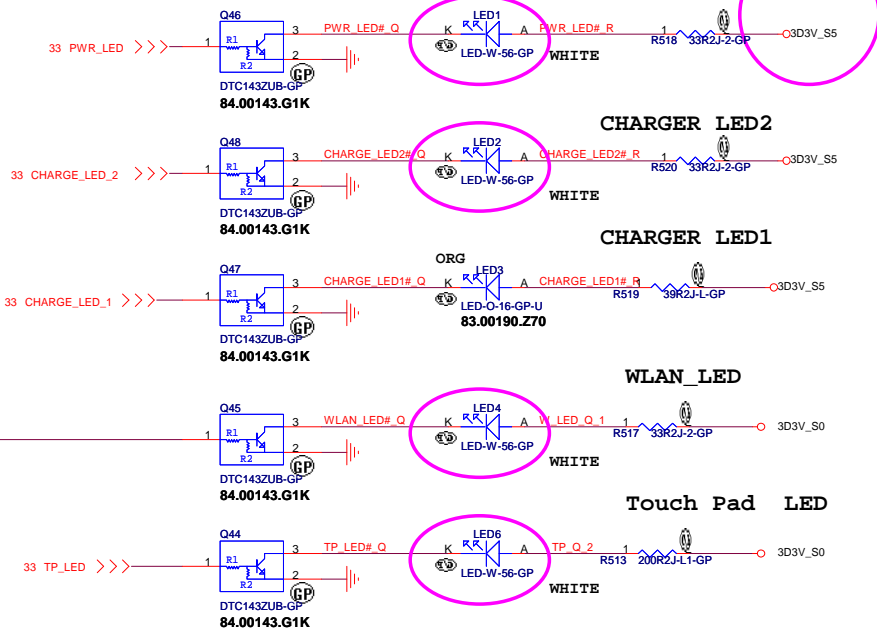 Q46
33 PWR_LED
1
R1
R2
3
2
GP
DTC143ZUB-GP
84.00143.G1K
PWR_LED#_Q
K
LED1
A
LED-W-56-GP
PWR_LED#_R
WHITE
1
R518
33R2J-2-GP
3D3V_S5
CHARGER LED2
Q48
33 CHARGE_LED_2
1
R1
R2
3
2
GP
DTC143ZUB-GP
84.00143.G1K
CHARGE_LED2#_Q
K
LED2
A
LED-W-56-GP
CHARGE_LED2#_R
WHITE
1
R520
33R2J-2-GP
3D3V_S5
CHARGER LED1
Q47
33 CHARGE_LED_1
1
R1
R2
3
2
GP
DTC143ZUB-GP
84.00143.G1K
CHARGE_LED1#_Q
ORG
K
LED3
A
LED-O-16-GP-U
83.00190.Z70
CHARGE_LED1#_R
1
R519
39R2J-L-GP
3D3V_S5
WLAN_LED
Q45
1
R1
R2
3
2
GP
DTC143ZUB-GP
84.00143.G1K
WLAN_LED#_Q
K
LED4
A
LED-W-56-GP
W_LED_Q_1
WHITE
1
R517
33R2J-2-GP
3D3V_S0
Touch Pad LED
Q44
33 TP_LED
1
R1
R2
3
2
GP
DTC143ZUB-GP
84.00143.G1K
TP_LED#_Q
K
LED6
A
LED-W-56-GP
TP_Q_2
WHITE
1
R513
200R2J-L1-GP
3D3V_S0